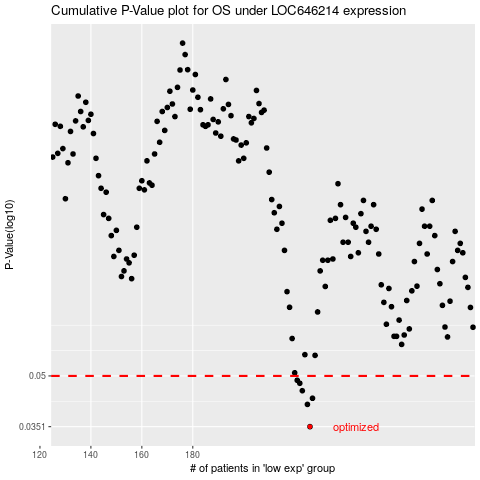 Cumulative P-Value plot for OS under LOC646214 expression
P-Value(log10)
0.05
0.0351
optimized
120 140 160 180
# of patients in 'low exp' group